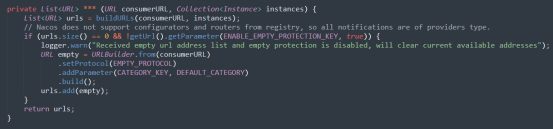 private List<URL> *** (URL consumerURL, Collection<Instance> instances) {
List<URL> urls = buildURLs(consumerURL, instances);
// Nacos does not support configurators and routers from registry, so all notifications are of providers type.
if (urls.size() == 0 && !getUrl().getParameter(ENABLE_EMPTY_PROTECTION_KEY, true)) {
logger.warn("Received empty url address list and empty protection is disabled, will clear current available addresses");
URL empty = URLBuilder.from(consumerURL)
.setProtocol(EMPTY_PROTOCOL)
.addParameter(CATEGORY_KEY, DEFAULT_CATEGORY)
.build();
urls.add(empty);
}
return urls;
}